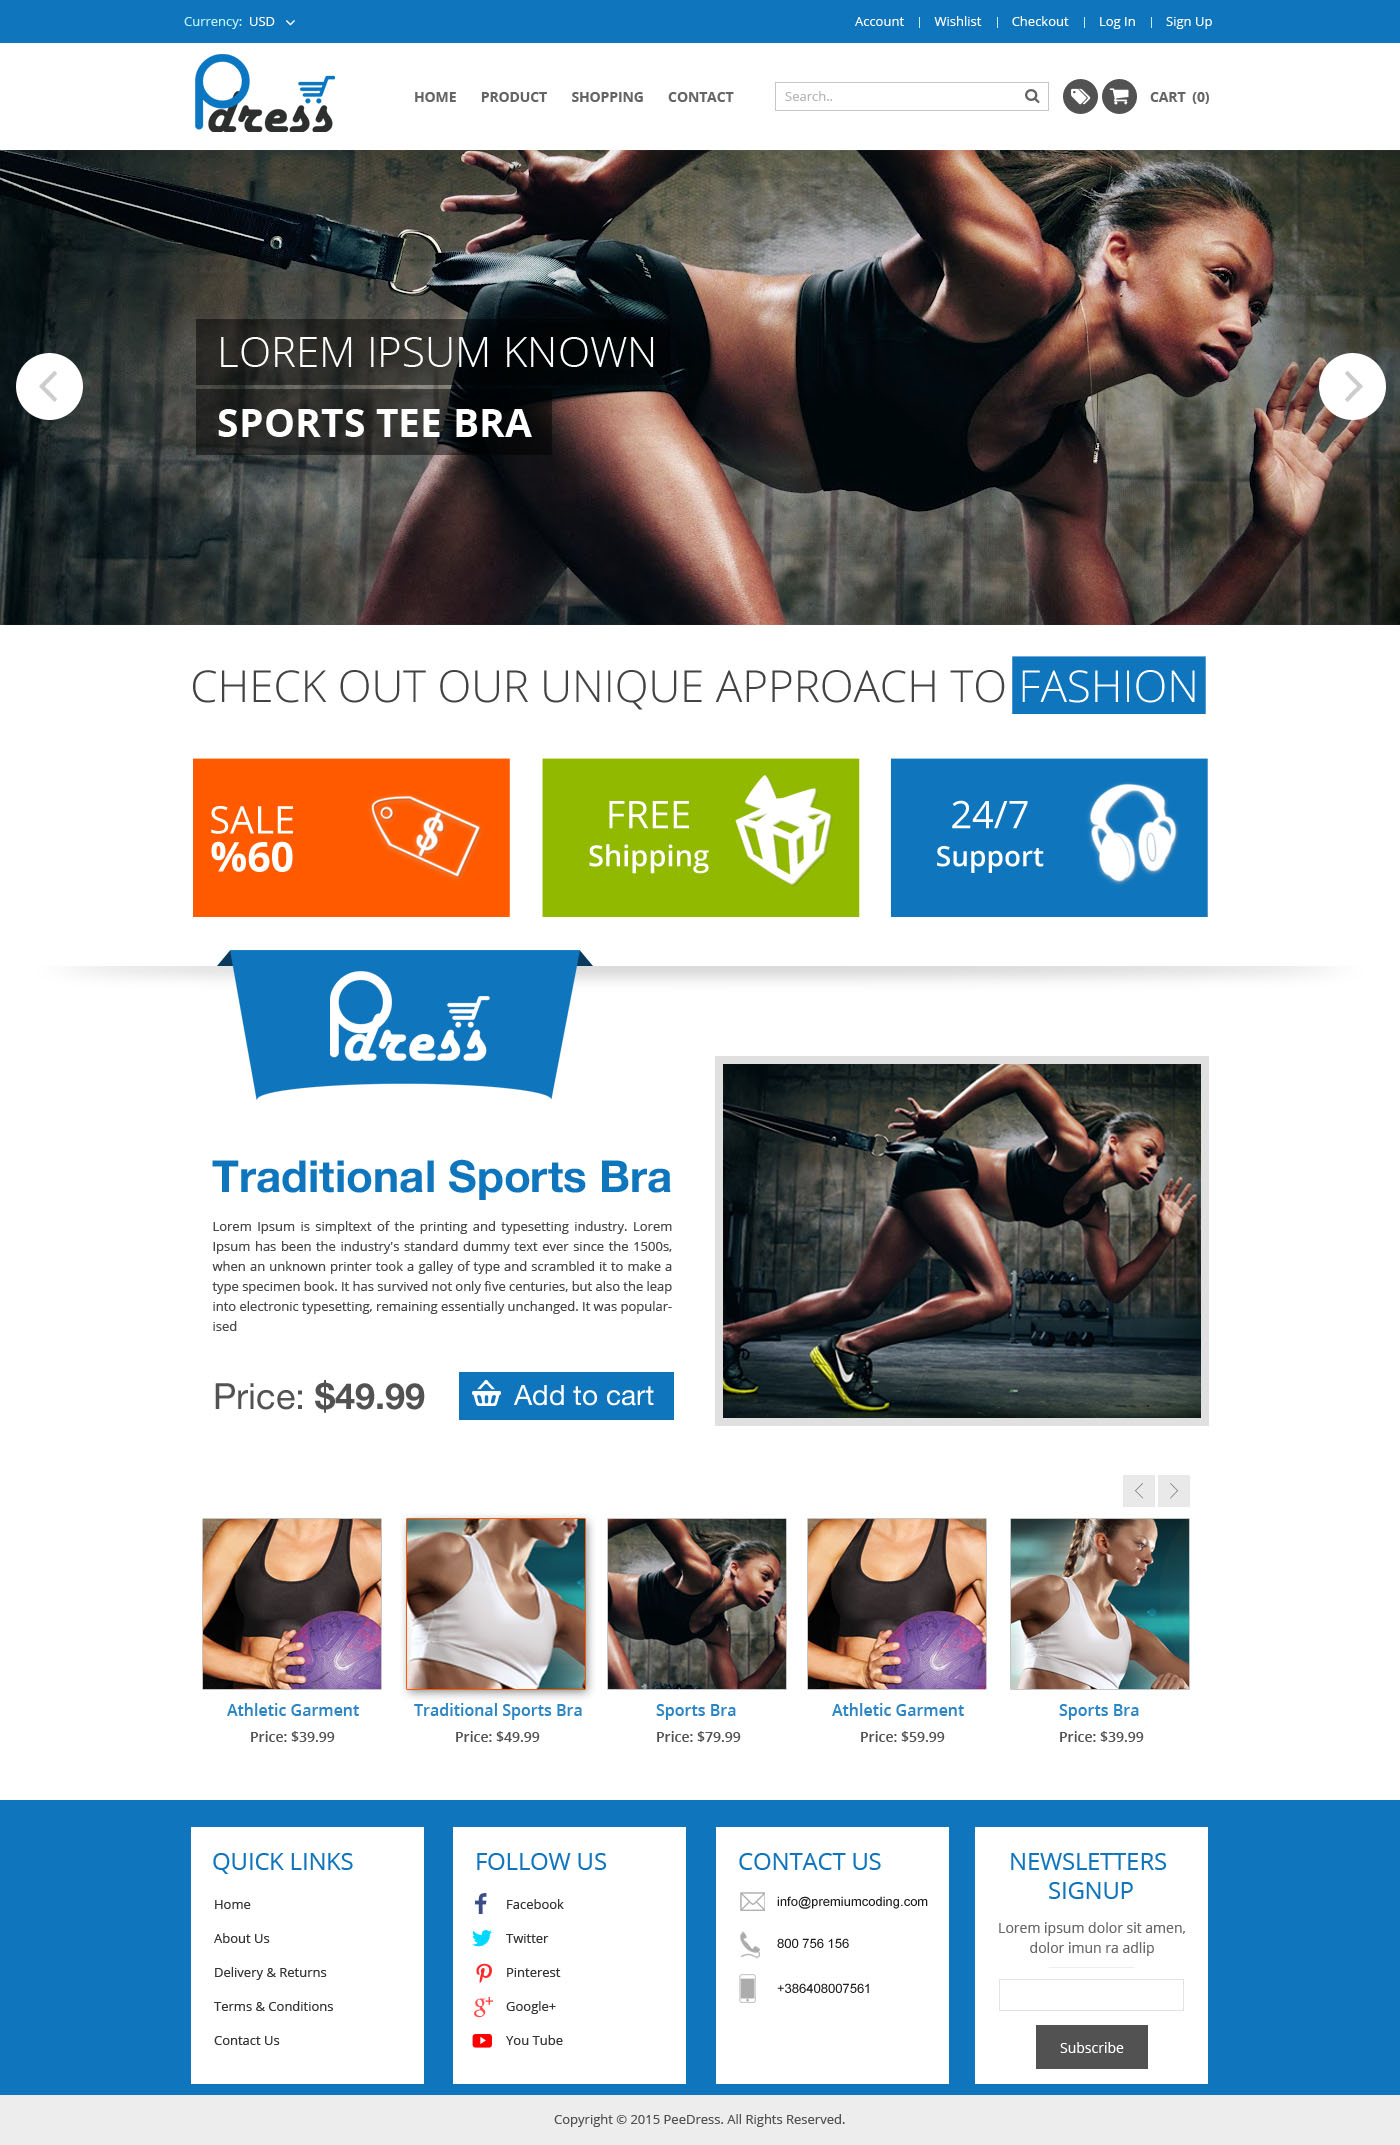 Currency: USD
Account | Wishlist | Checkout | Log In | Sign Up
Pdress
HOME PRODUCT SHOPPING CONTACT
Search..
CART (0)
LOREM IPSUM KNOWN
SPORTS TEE BRA
CHECK OUT OUR UNIQUE APPROACH TO FASHION
SALE
%60
$
FREE
Shipping
24/7
Support
Pdress
Traditional Sports Bra
Lorem Ipsum is simpltext of the printing and typesetting industry. Lorem
Ipsum has been the industry's standard dummy text ever since the 1500s,
when an unknown printer took a galley of type and scrambled it to make a
type specimen book. It has survived not only five centuries, but also the leap
into electronic typesetting, remaining essentially unchanged. It was popular-
ised
Price: $49.99
Add to cart
Athletic Garment
Price: $39.99
Traditional Sports Bra
Price: $49.99
Sports Bra
Price: $79.99
Athletic Garment
Price: $59.99
Sports Bra
Price: $39.99
QUICK LINKS
Home
About Us
Delivery & Returns
Terms & Conditions
Contact Us
FOLLOW US
Facebook
Twitter
Pinterest
Google+
You Tube
CONTACT US
info@premiumcoding.com
800 756 156
+386408007561
NEWSLETTERS
SIGNUP
Lorem ipsum dolor sit amen,
dolor imun ra adlip
Subscribe
Copyright © 2015 PeeDress. All Rights Reserved.